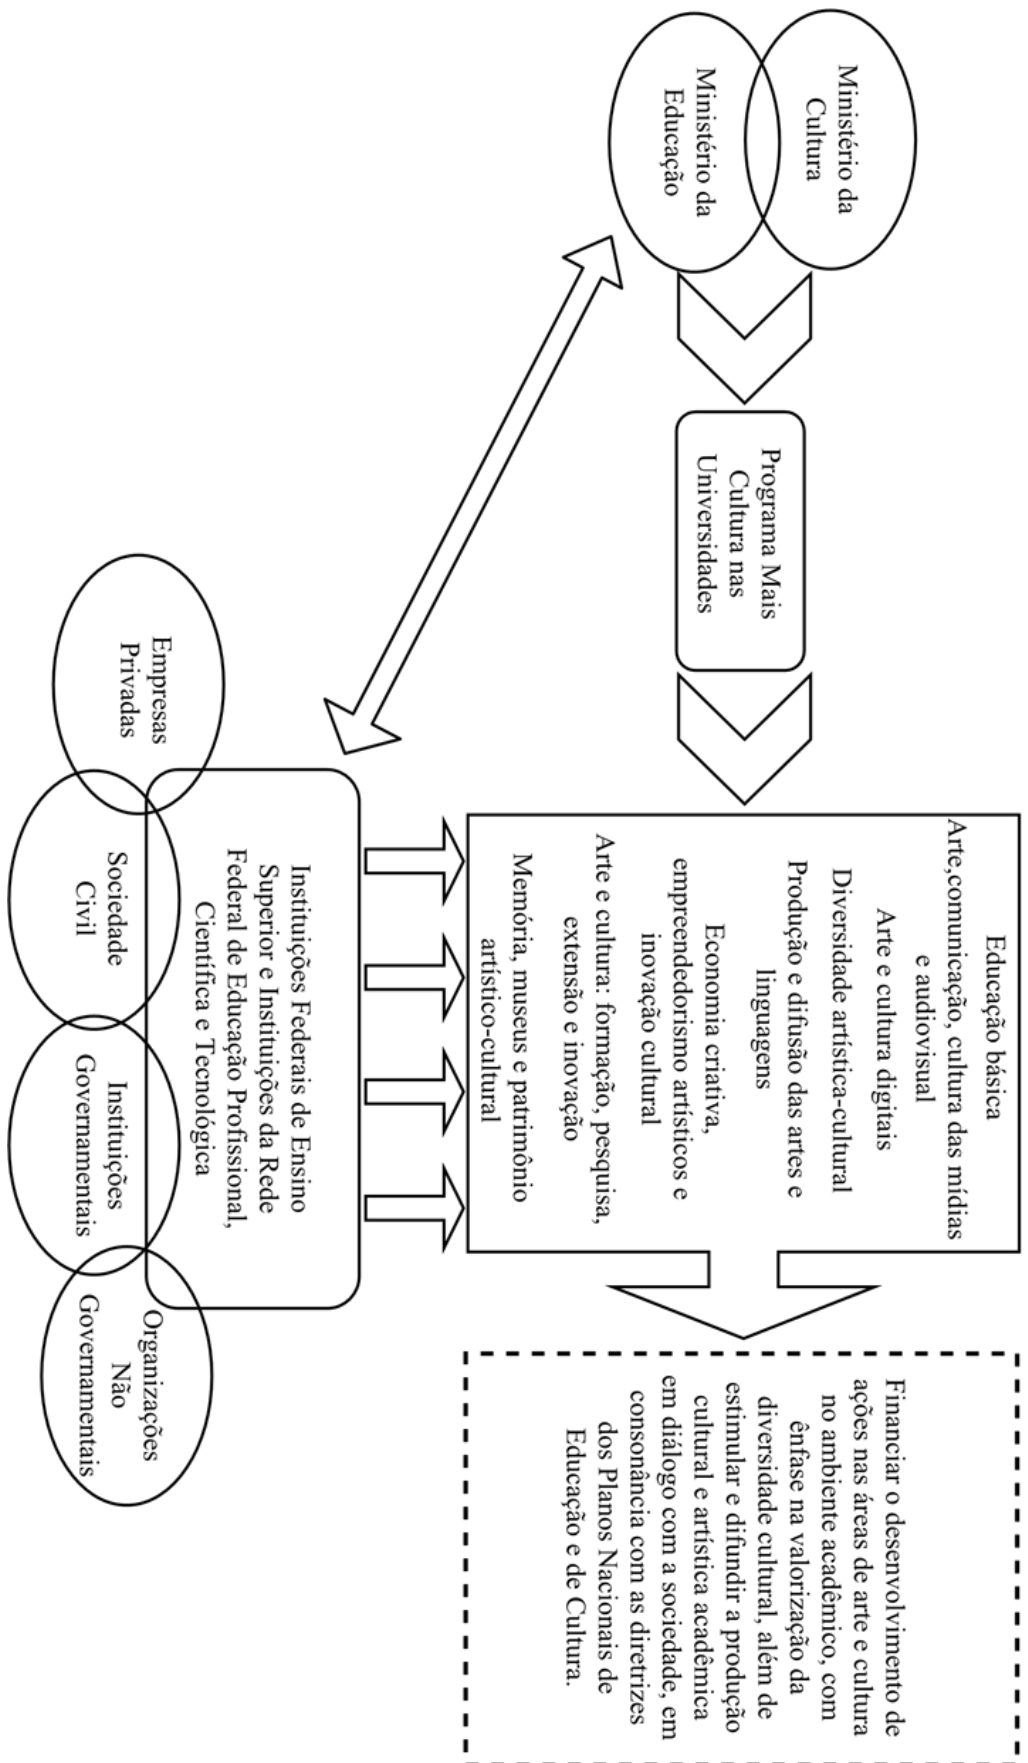 Ministério da
Cultura
Ministério da
Educação
Programa Mais
Cultura nas
Universidades
Educação básica
Arte,comunicação, cultura das mídias
e audiovisual
Arte e cultura digitais
Diversidade artística-cultural
Produção e difusão das artes e
linguagens
Economia criativa,
empreendedorismo artísticos e
inovação cultural
Arte e cultura: formação, pesquisa,
extensão e inovação
Memória, museus e patrimônio
artístico-cultural
Financiar o desenvolvimento de
ações nas áreas de arte e cultura
no ambiente acadêmico, com
ênfase na valorização da
diversidade cultural, além de
estimular e difundir a produção
cultural e artística acadêmica
em diálogo com a sociedade, em
consonância com as diretrizes
dos Planos Nacionais de
Educação e de Cultura.
Instituições Federais de Ensino
Superior e Instituições da Rede
Federal de Educação Profissional,
Científica e Tecnológica
Empresas
Privadas
Sociedade
Civil
Instituições
Governamentais
Organizações
Não
Governamentais